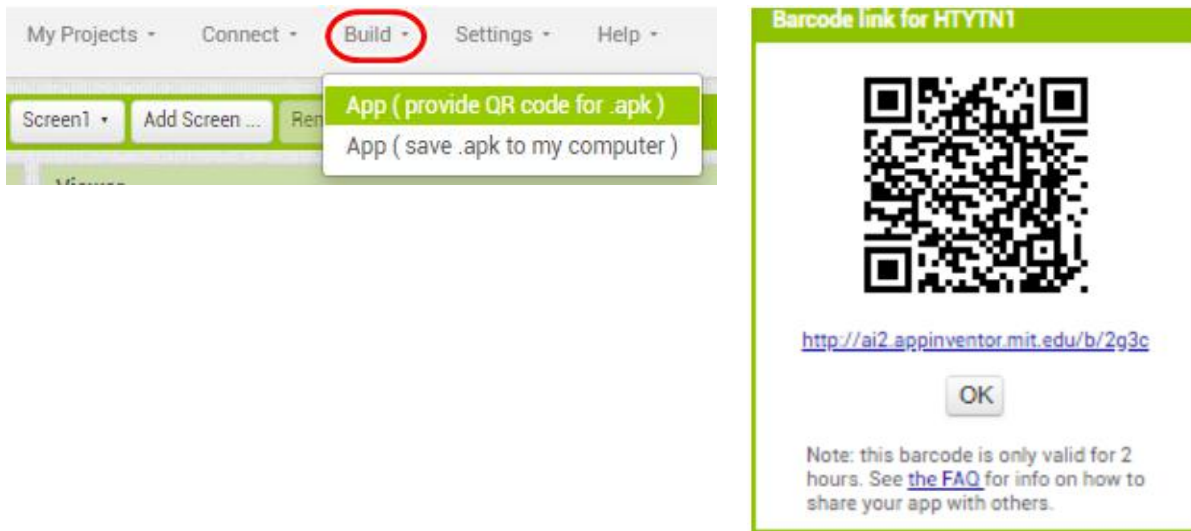 My Projects Connect Build Settings Help
App ( provide QR code for .apk )
Screen1 Add Screen ...
App ( save .apk to my computer )
Viewer
Barcode link for HTYTN1
http://ai2.appinventor.mit.edu/b/2g3c
OK
Note: this barcode is only valid for 2
hours. See the FAQ for info on how to
share your app with others.